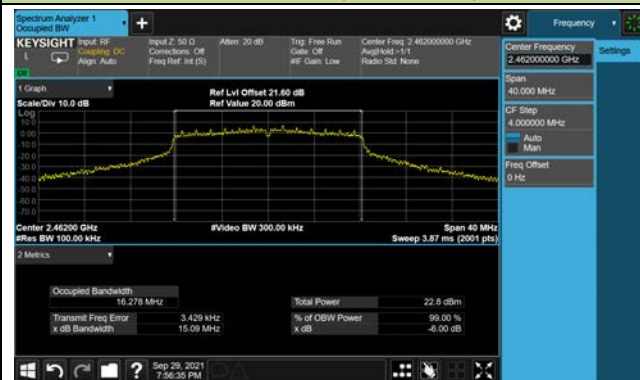 Spectrum Analyzer 1
Occupied BW
Frequency
KEYSIGHT Input: RF Input Z: 50 Ω Atten: 20 dB Trig: Free Run Center Freq: 2.462000000 GHz
L Coupling: DC Corrections: Off Gate: Off Avg|Hold:>1/1
Align: Auto Freq Ref: Int (S) #IF Gain: Low Radio Std: None
Center Frequency
2.462000000 GHz
Settings
Span
40.000 MHz
CF Step
4.000000 MHz
Auto
Man
Freq Offset
0 Hz
1 Graph
Scale/Div 10.0 dB
Ref Lvl Offset 21.60 dB
Ref Value 20.00 dBm
Log
10.0
0.00
-10.0
-20.0
-30.0
-40.0
-50.0
-60.0
-70.0
Center 2.46200 GHz #Video BW 300.00 kHz Span 40 MHz
#Res BW 100.00 kHz Sweep 3.87 ms (2001 pts)
2 Metrics
Occupied Bandwidth
16.278 MHz Total Power 22.8 dBm
Transmit Freq Error 3.429 kHz % of OBW Power 99.00 %
x dB Bandwidth 15.09 MHz x dB -6.00 dB
Sep 29, 2021
7:56:35 PM